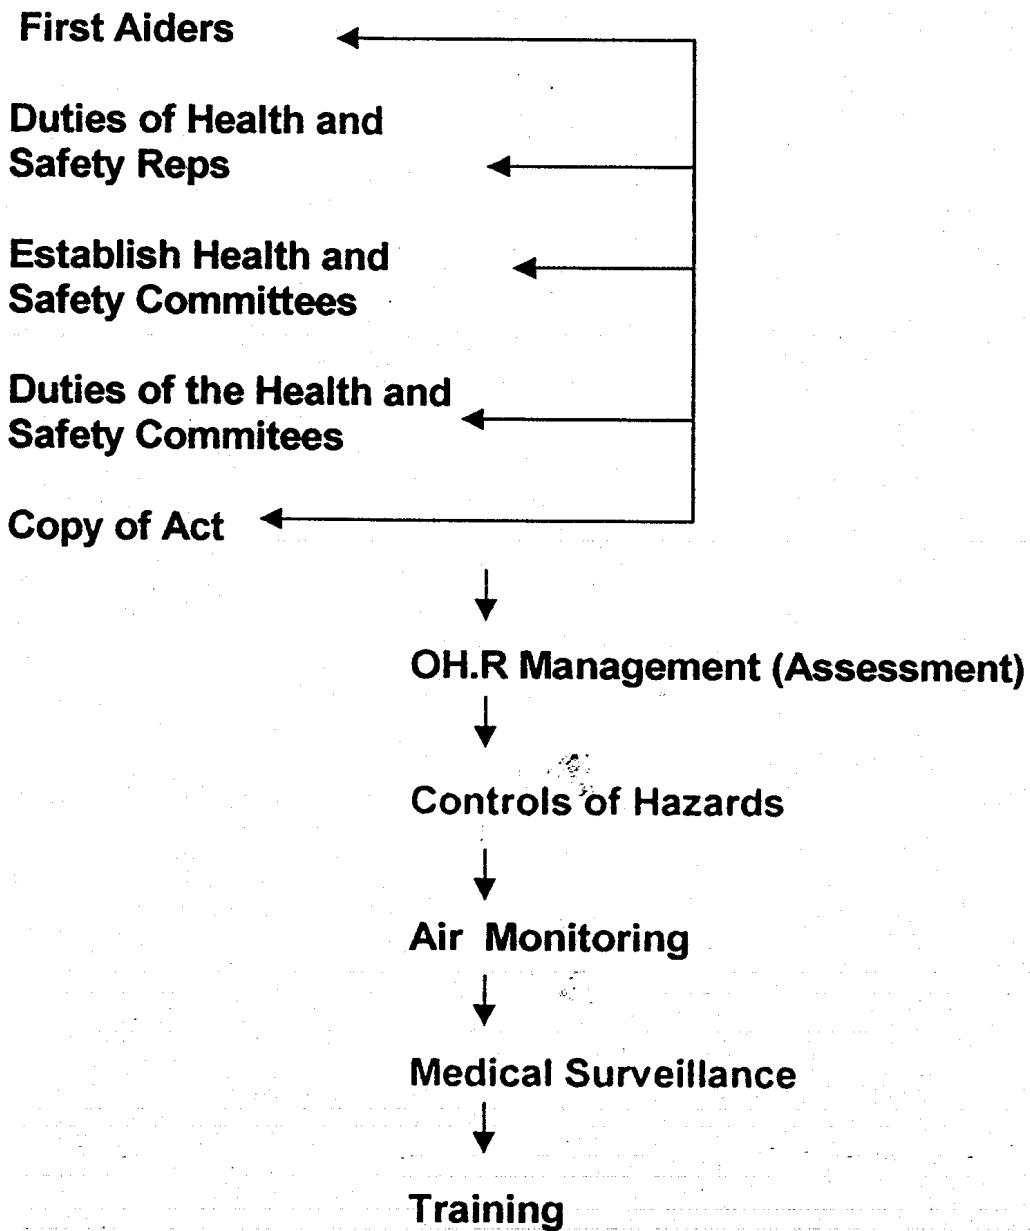 First Aiders
Duties of Health and
Safety Reps
Establish Health and
Safety Committees
Duties of the Health and
Safety Commitees
Copy of Act
OH.R Management (Assessment)
Controls of Hazards
Air Monitoring
Medical Surveillance
Training